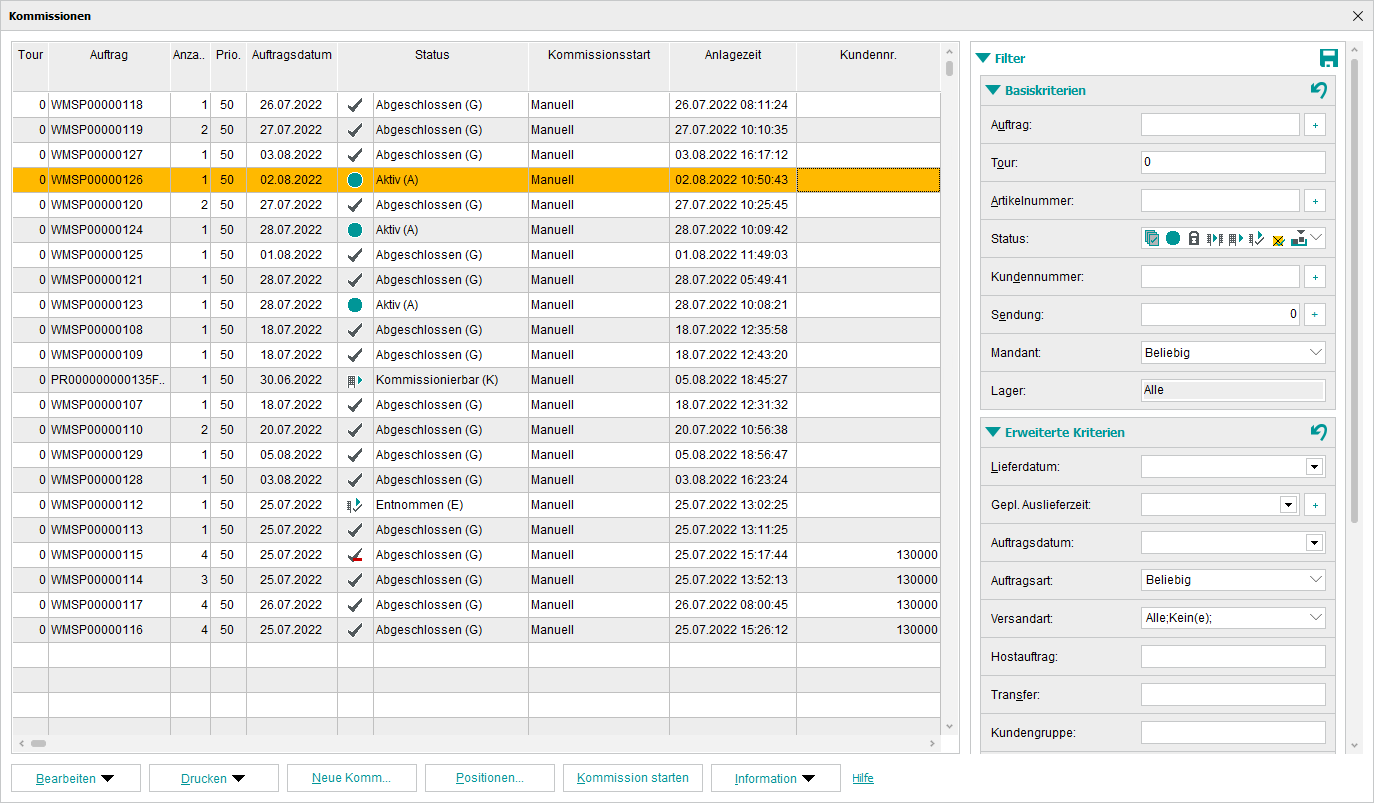 Kommissionen
Tour Auftrag Anza.. Prio. Auftragsdatum Status Kommissionsstart Anlagezeit Kundennr.
0 WMSP00000118 1 50 26.07.2022 Abgeschlossen (G) Manuell 26.07.2022 08:11:24
0 WMSP00000119 2 50 27.07.2022 Abgeschlossen (G) Manuell 27.07.2022 10:10:35
0 WMSP00000127 1 50 03.08.2022 Abgeschlossen (G) Manuell 03.08.2022 16:17:12
0 WMSP00000126 1 50 02.08.2022 Aktiv (A) Manuell 02.08.2022 10:50:43
0 WMSP00000120 2 50 27.07.2022 Abgeschlossen (G) Manuell 27.07.2022 10:25:45
0 WMSP00000124 1 50 28.07.2022 Aktiv (A) Manuell 28.07.2022 10:09:42
0 WMSP00000125 1 50 01.08.2022 Abgeschlossen (G) Manuell 01.08.2022 11:49:03
0 WMSP00000121 1 50 28.07.2022 Abgeschlossen (G) Manuell 28.07.2022 05:49:41
0 WMSP00000123 1 50 28.07.2022 Aktiv (A) Manuell 28.07.2022 10:08:21
0 WMSP00000108 1 50 18.07.2022 Abgeschlossen (G) Manuell 18.07.2022 12:35:58
0 WMSP00000109 1 50 18.07.2022 Abgeschlossen (G) Manuell 18.07.2022 12:43:20
0 PR000000000135F.. 1 50 30.06.2022 Kommissionierbar (K) Manuell 05.08.2022 18:45:27
0 WMSP00000107 1 50 18.07.2022 Abgeschlossen (G) Manuell 18.07.2022 12:31:32
0 WMSP00000110 2 50 20.07.2022 Abgeschlossen (G) Manuell 20.07.2022 10:56:38
0 WMSP00000129 1 50 05.08.2022 Abgeschlossen (G) Manuell 05.08.2022 18:56:47
0 WMSP00000128 1 50 03.08.2022 Abgeschlossen (G) Manuell 03.08.2022 16:23:24
0 WMSP00000112 1 50 25.07.2022 Entnommen (E) Manuell 25.07.2022 13:02:25
0 WMSP00000113 1 50 25.07.2022 Abgeschlossen (G) Manuell 25.07.2022 13:11:25
0 WMSP00000115 4 50 25.07.2022 Abgeschlossen (G) Manuell 25.07.2022 15:17:44 130000
0 WMSP00000114 3 50 25.07.2022 Abgeschlossen (G) Manuell 25.07.2022 13:52:13 130000
0 WMSP00000117 4 50 26.07.2022 Abgeschlossen (G) Manuell 26.07.2022 08:00:45 130000
0 WMSP00000116 4 50 25.07.2022 Abgeschlossen (G) Manuell 25.07.2022 15:26:12 130000
Filter
Basiskriterien
Auftrag: +
Tour: 0
Artikelnummer: +
Status:
Kundennummer: +
Sendung: 0 +
Mandant: Beliebig
Lager: Alle
Erweiterte Kriterien
Lieferdatum:
Gepl. Auslieferzeit: +
Auftragsdatum:
Auftragsart: Beliebig
Versandart: Alle;Kein(e);
Hostauftrag:
Transfer:
Kundengruppe:
Bearbeiten Drucken Neue Komm... Positionen... Kommission starten Information Hilfe